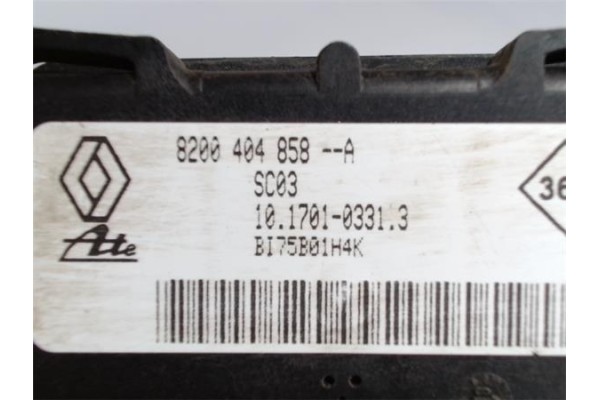 8200 404 858 --A
SC03
10.1701-0331.3
BI75B01H4K
Ate
36